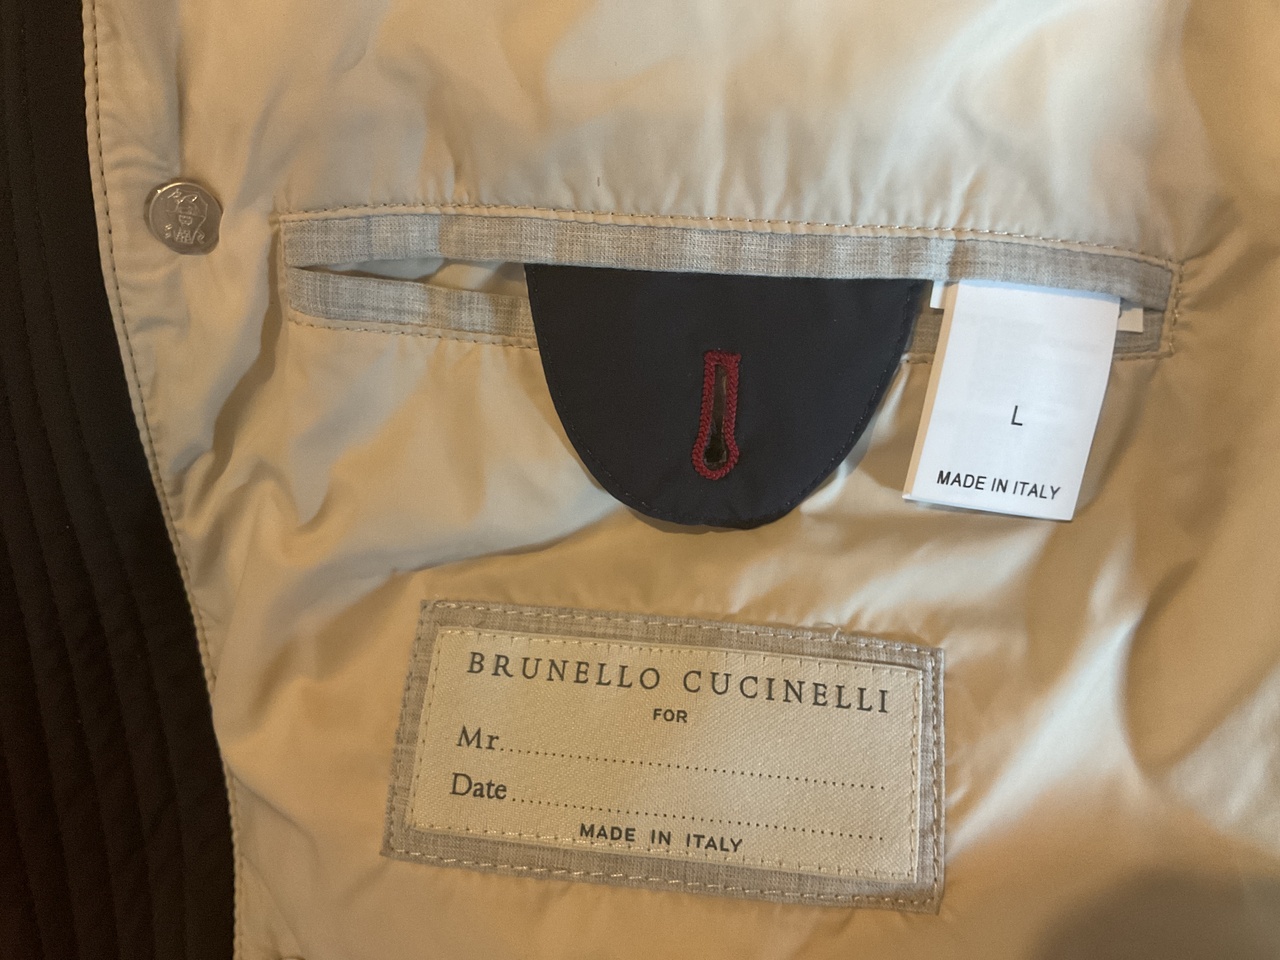 L
MADE IN ITALY
BRUNELLO CUCINELLI
FOR
Mr.......................................................
Date.....................................................
MADE IN ITALY